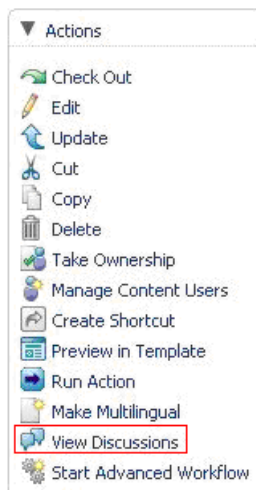 Actions
Check Out
Edit
Update
Cut
Copy
Delete
Take Ownership
Manage Content Users
Create Shortcut
Preview in Template
Run Action
Make Multilingual
View Discussions
Start Advanced Workflow